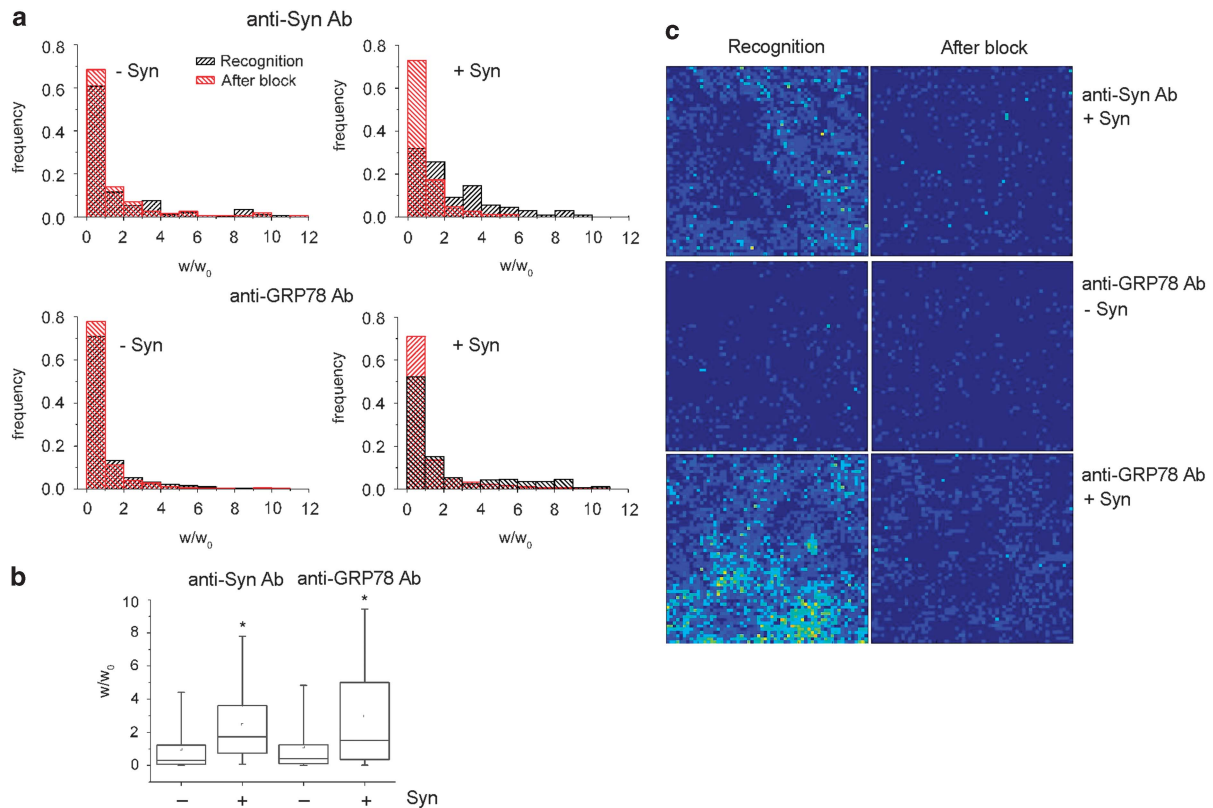 a
anti-Syn Ab
0.8
0.6
0.4
0.2
0.0
frequency
- Syn
Recognition
After block
0 2 4 6 8 10 12
w/w0
0.8
0.6
0.4
0.2
0.0
frequency
+ Syn
0 2 4 6 8 10 12
w/w0
anti-GRP78 Ab
0.8
0.6
0.4
0.2
0.0
frequency
- Syn
0 2 4 6 8 10 12
w/w0
0.8
0.6
0.4
0.2
0.0
frequency
+ Syn
0 2 4 6 8 10 12
w/w0
b
anti-Syn Ab anti-GRP78 Ab
10
8
6
4
2
0
w/w0
* *
– + – + Syn
c
Recognition After block
anti-Syn Ab
+ Syn
anti-GRP78 Ab
- Syn
anti-GRP78 Ab
+ Syn